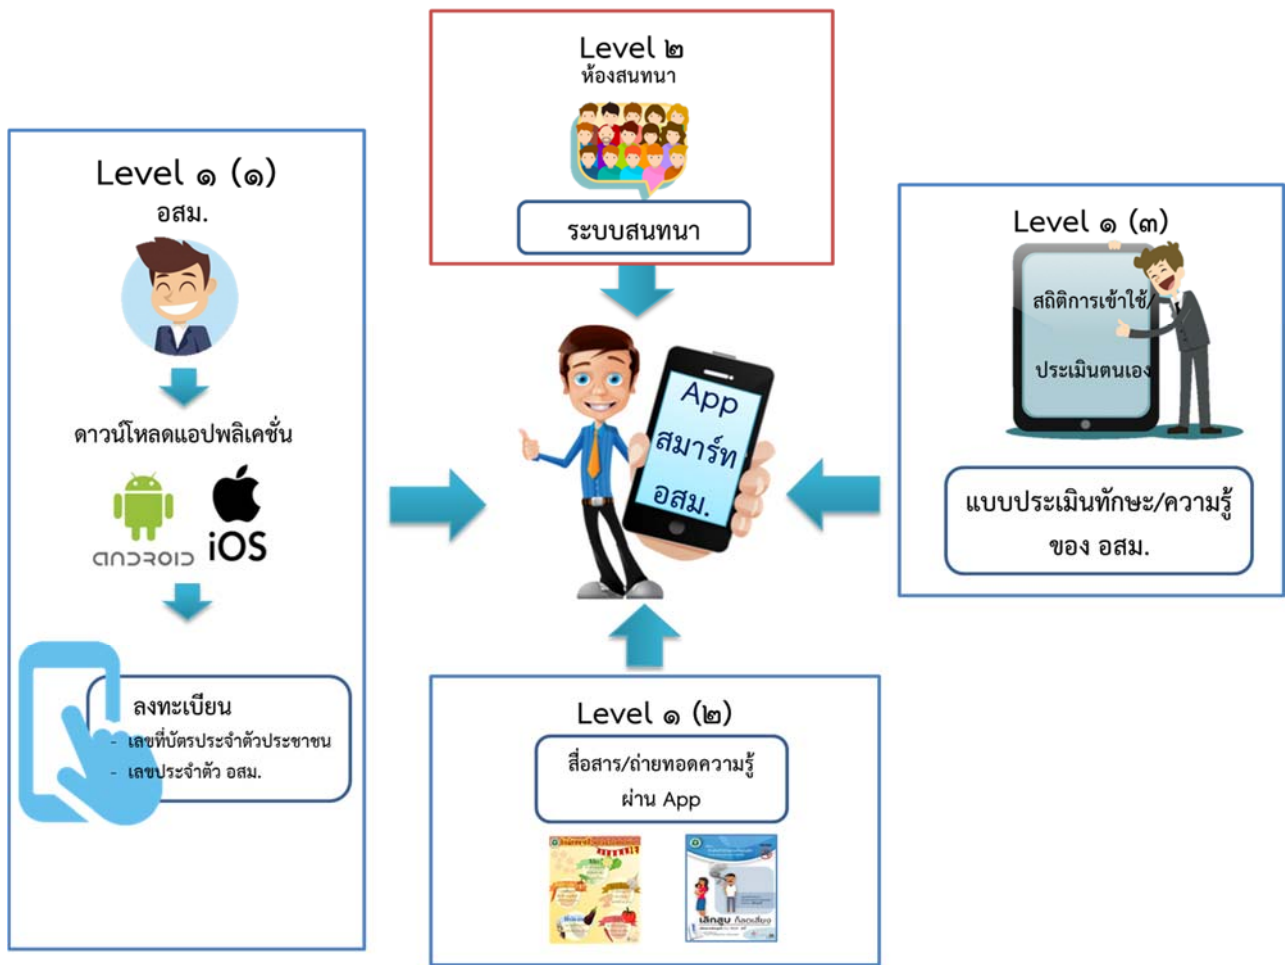 Level ๒
ห้องสนทนา
ระบบสนทนา
Level ๑ (๑)
อสม.
ดาวน์โหลดแอปพลิเคชั่น
ANDROID
iOS
ลงทะเบียน
- เลขที่บัตรประจำตัวประชาชน
- เลขประจำตัว อสม.
App
สมาร์ท
อสม.
Level ๑ (๓)
สถิติการเข้าใช้/
ประเมินตนเอง
แบบประเมินทักษะ/ความรู้
ของ อสม.
Level ๑ (๒)
สื่อสาร/ถ่ายทอดความรู้
ผ่าน App
เลิกสูบ ก็ลดเสี่ยง